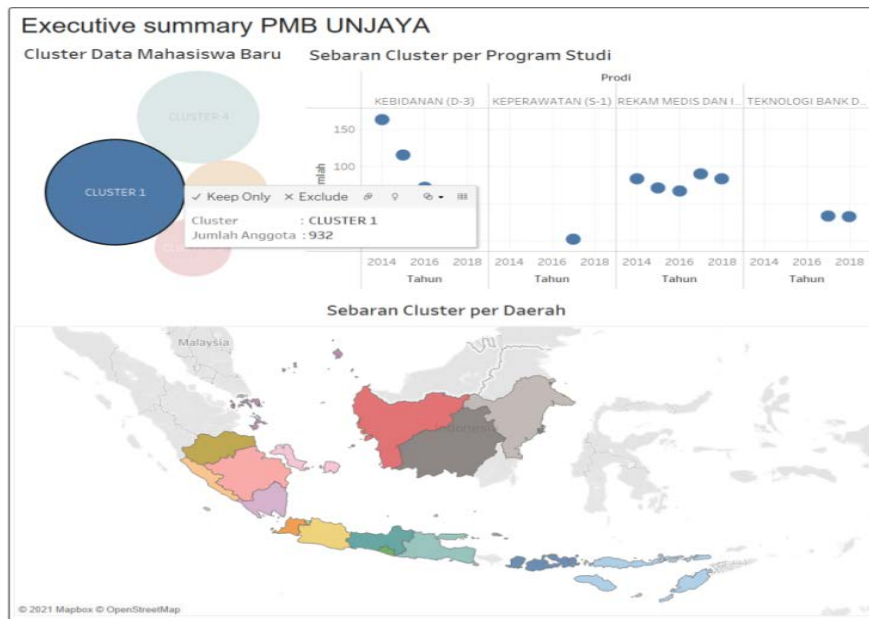 Executive summary PMB UNJAYA
Cluster Data Mahasiswa Baru
CLUSTER 4
CLUSTER 1
Keep Only
Exclude
Cluster : CLUSTER 1
Jumlah Anggota : 932
Sebaran Cluster per Program Studi
Prodi
KEBIDANAN (D-3) KEPERAWATAN (S-1) REKAM MEDIS DAN I.. TEKNOLOGI BANK D..
150
100
2014 2016 2018 2014 2016 2018 2014 2016 2018 2014 2016 2018
Tahun Tahun Tahun Tahun
Sebaran Cluster per Daerah
Malaysia
© 2021 Mapbox © OpenStreetMap